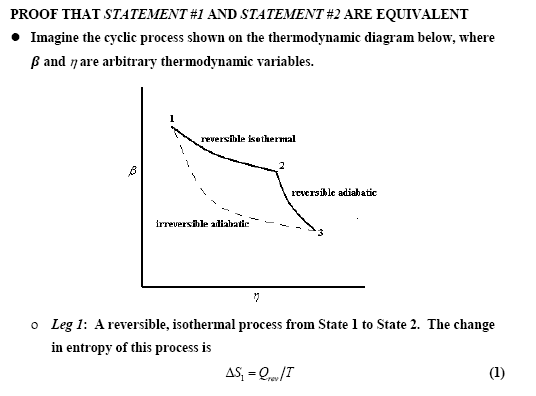 PROOF THAT STATEMENT #1 AND STATEMENT #2 ARE EQUIVALENT
● Imagine the cyclic process shown on the thermodynamic diagram below, where
β and η are arbitrary thermodynamic variables.
1
reversible isothermal
2
β
reversible adiabatic
irreversible adiabatic
3
η
o Leg 1: A reversible, isothermal process from State 1 to State 2. The change
in entropy of this process is
ΔS₁ = Qrev/T (1)